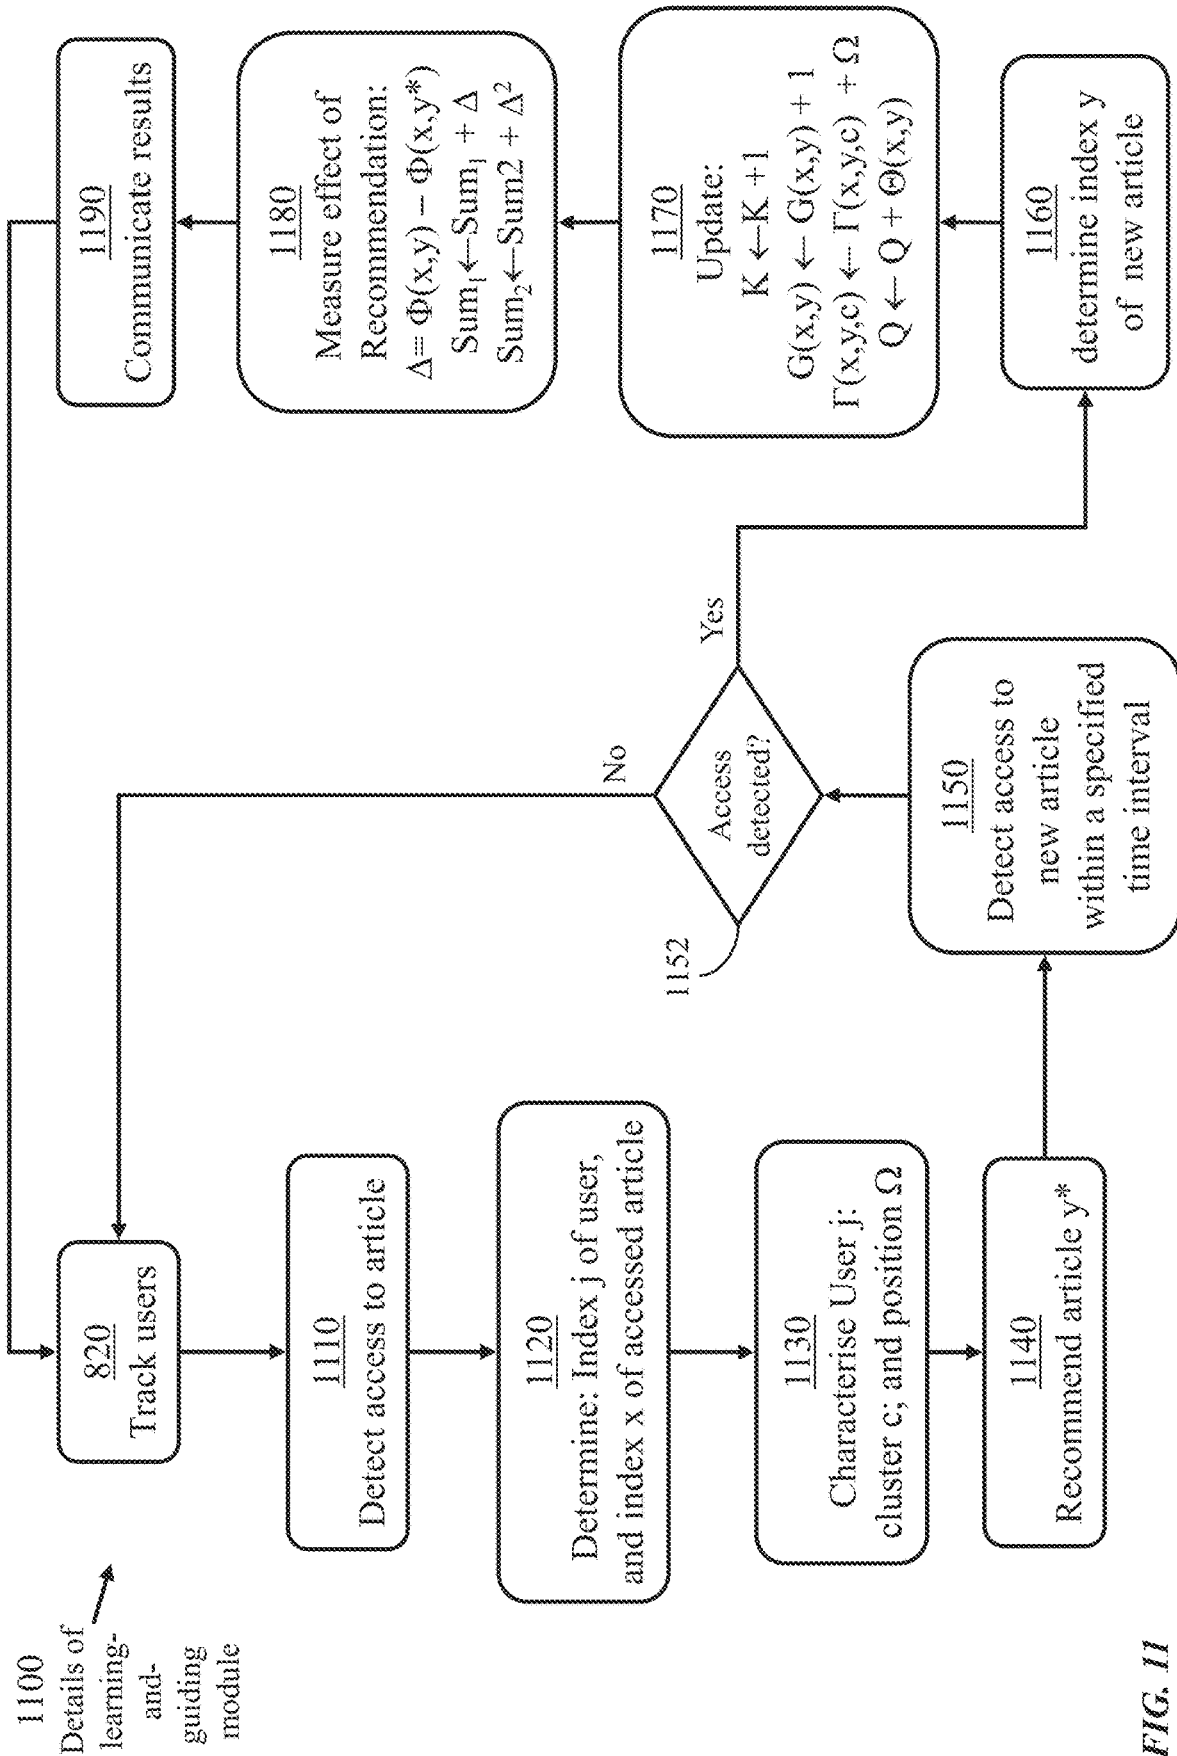 1100
Details of
learning-
and-
guiding
module
820
Track users
1110
Detect access to article
1120
Determine: Index j of user,
and index x of accessed article
1130
Characterise User j:
cluster c; and position Ω
1140
Recommend article y*
1150
Detect access to
new article
within a specified
time interval
1152
Access
detected?
No
Yes
1160
determine index y
of new article
1170
Update:
K ← K +1
G(x,y) ← G(x,y) + 1
Γ(x,y,c) ← Γ(x,y,c) + Ω
Q ← Q + Θ(x,y)
1180
Measure effect of
Recommendation:
Δ= Φ(x,y) − Φ(x,y*)
Sum₁←Sum₁ + Δ
Sum₂←Sum2 + Δ²
1190
Communicate results
FIG. 11